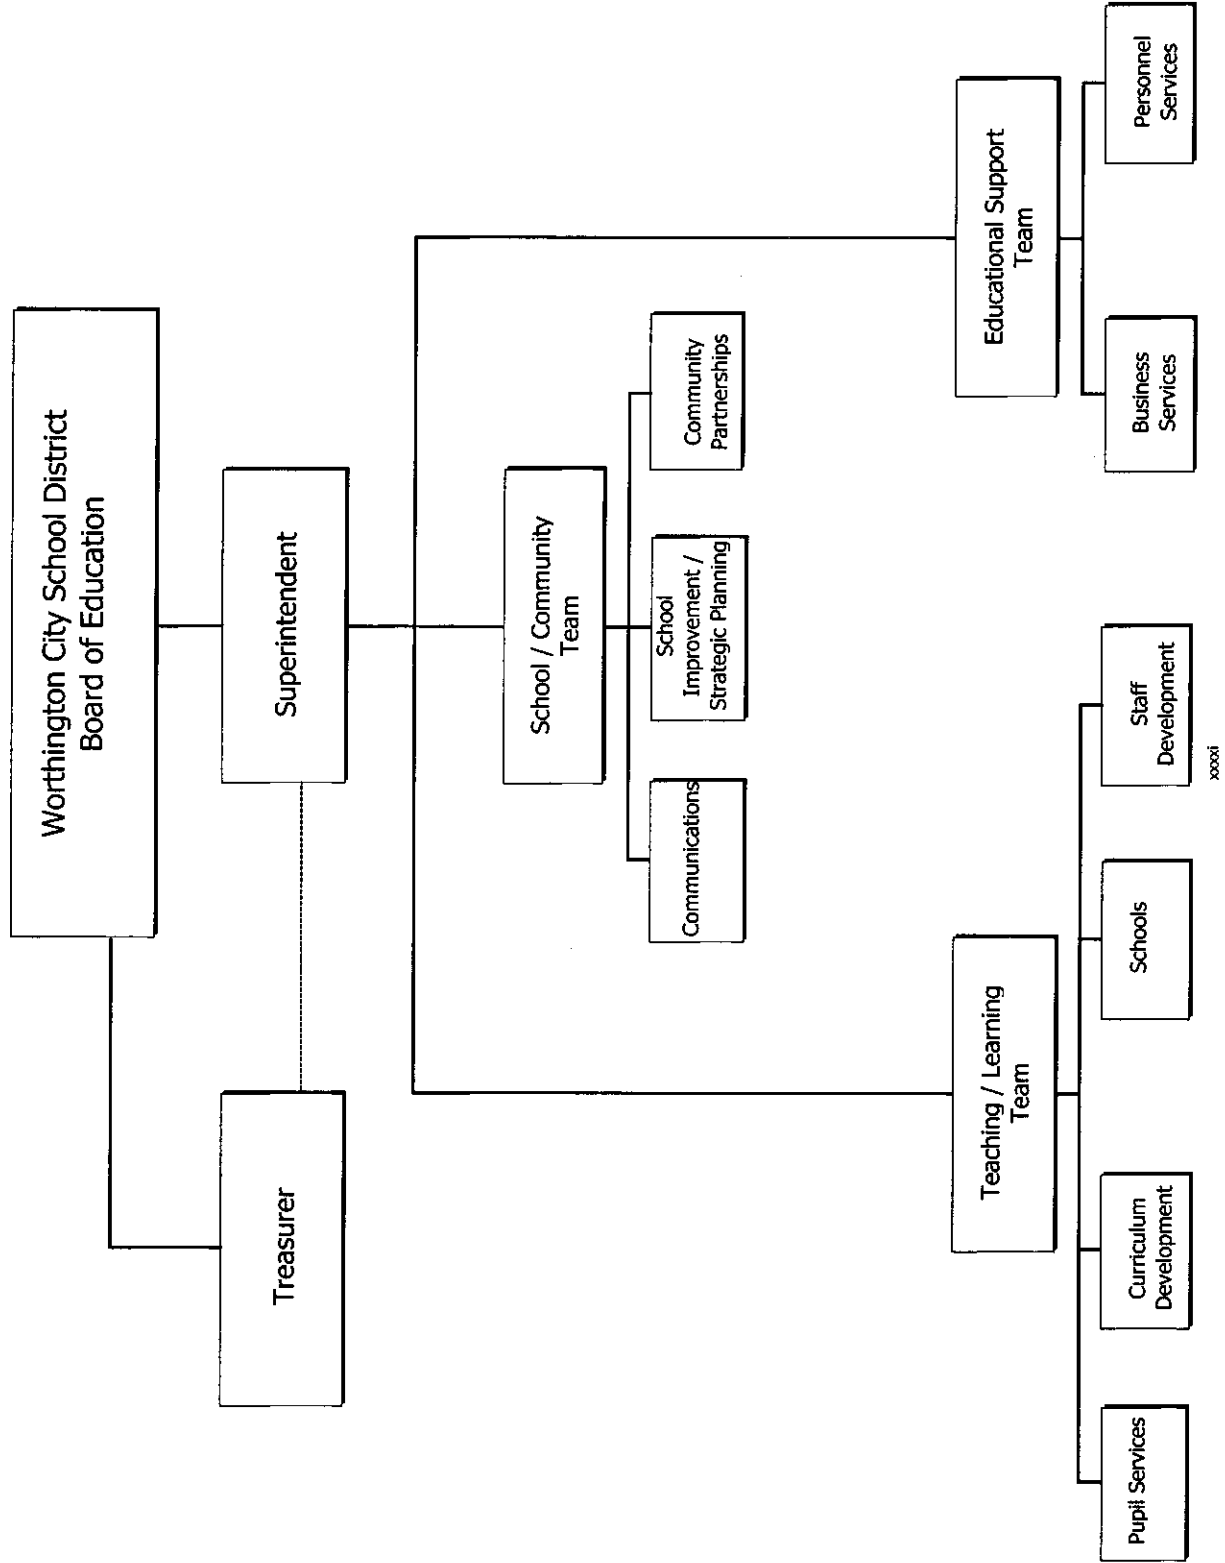 Worthington City School District
Board of Education
Treasurer
Superintendent
School / Community
Team
Communications
School
Improvement /
Strategic Planning
Community
Partnerships
Teaching / Learning
Team
Educational Support
Team
Pupil Services
Curriculum
Development
Schools
Staff
Development
Business
Services
Personnel
Services
xxxxi